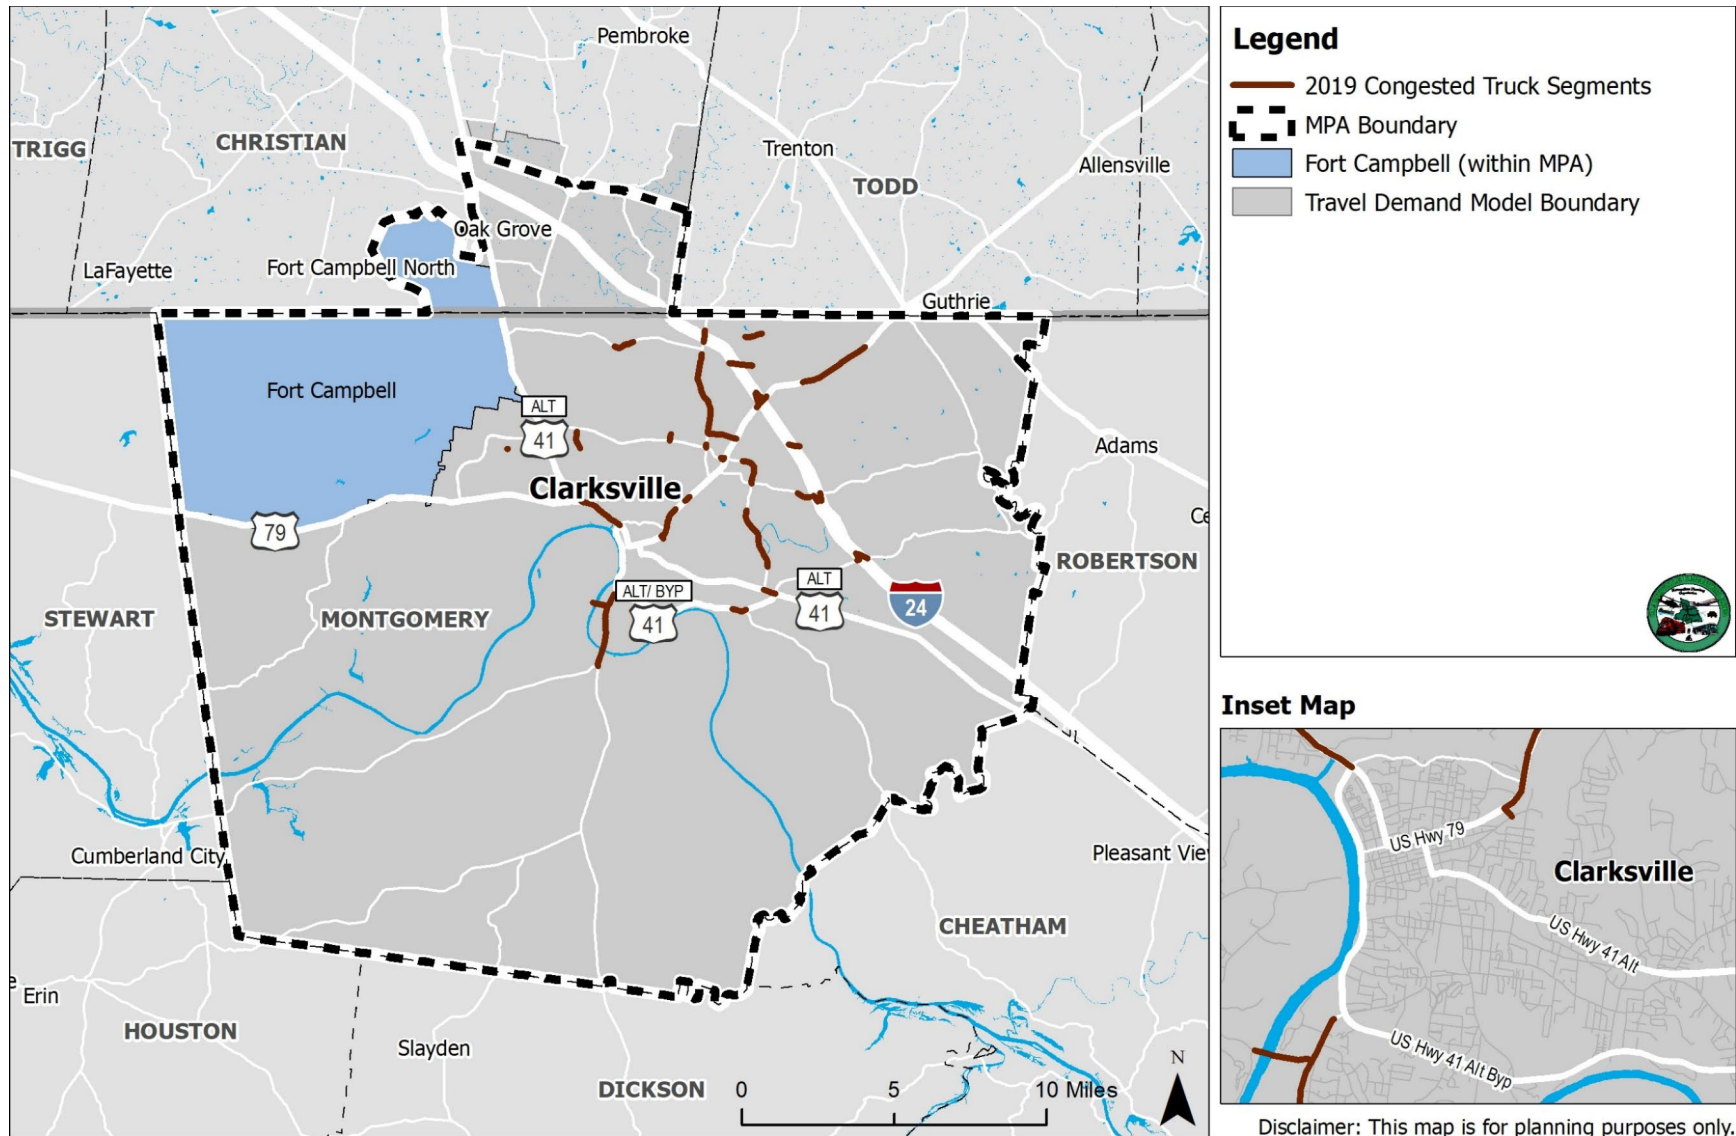 Pembroke
TRIGG
CHRISTIAN
Trenton
Allensville
TODD
Oak Grove
LaFayette
Fort Campbell North
Guthrie
Fort Campbell
ALT
41
Adams
Clarksville
79
ROBERTSON
STEWART
MONTGOMERY
ALT/ BYP
41
ALT
41
24
Cumberland City
Pleasant Vie
CHEATHAM
Erin
HOUSTON
Slayden
DICKSON
0 5 10 Miles
N
Legend
2019 Congested Truck Segments
MPA Boundary
Fort Campbell (within MPA)
Travel Demand Model Boundary
Inset Map
US Hwy 79
Clarksville
US Hwy 41 Alt
US Hwy 41 Alt Byp
Disclaimer: This map is for planning purposes only.